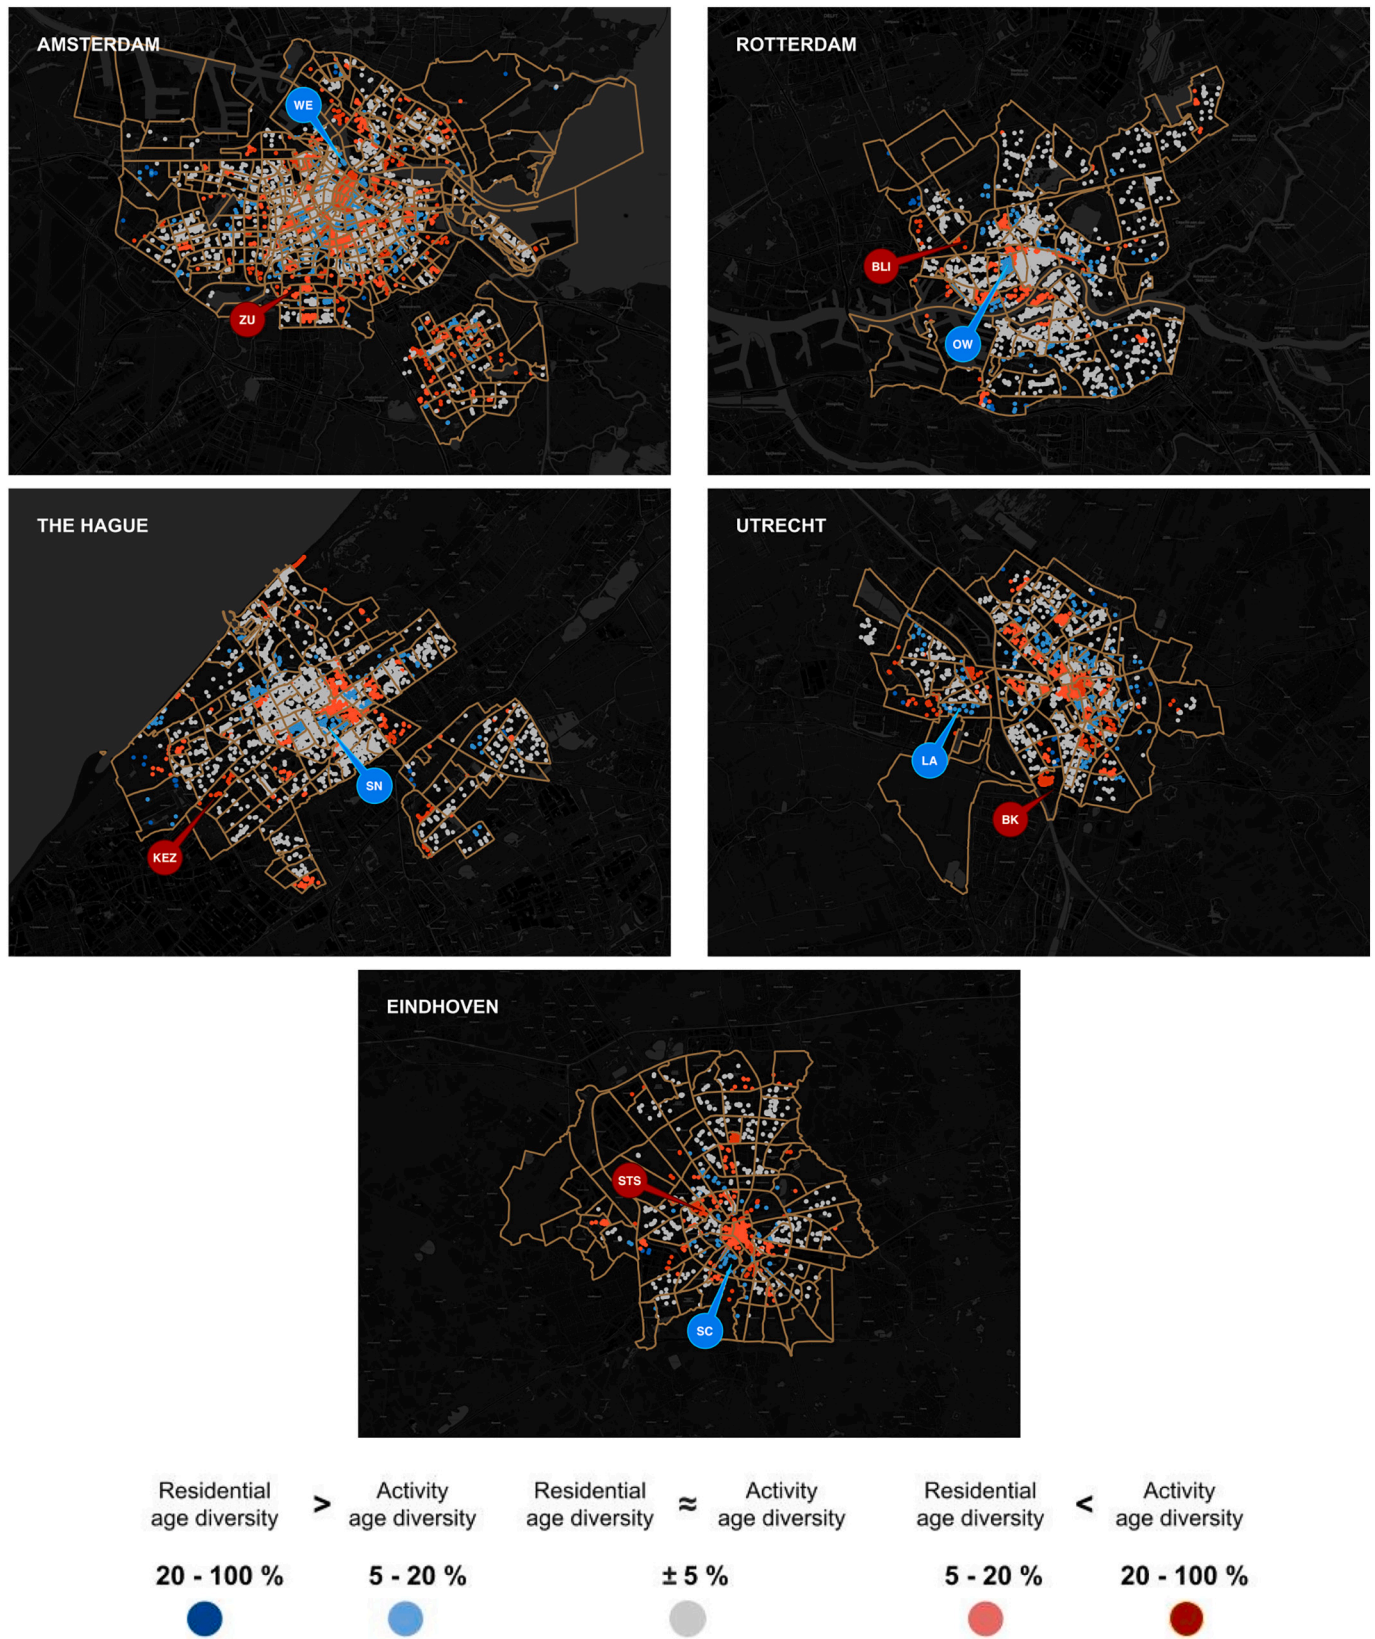 AMSTERDAM
WE
ZU
ROTTERDAM
BLI
OW
THE HAGUE
SN
KEZ
UTRECHT
LA
BK
EINDHOVEN
STS
SC
Residential age diversity > Activity age diversity
Residential age diversity ≈ Activity age diversity
Residential age diversity < Activity age diversity
20 - 100 %
5 - 20 %
± 5 %
5 - 20 %
20 - 100 %